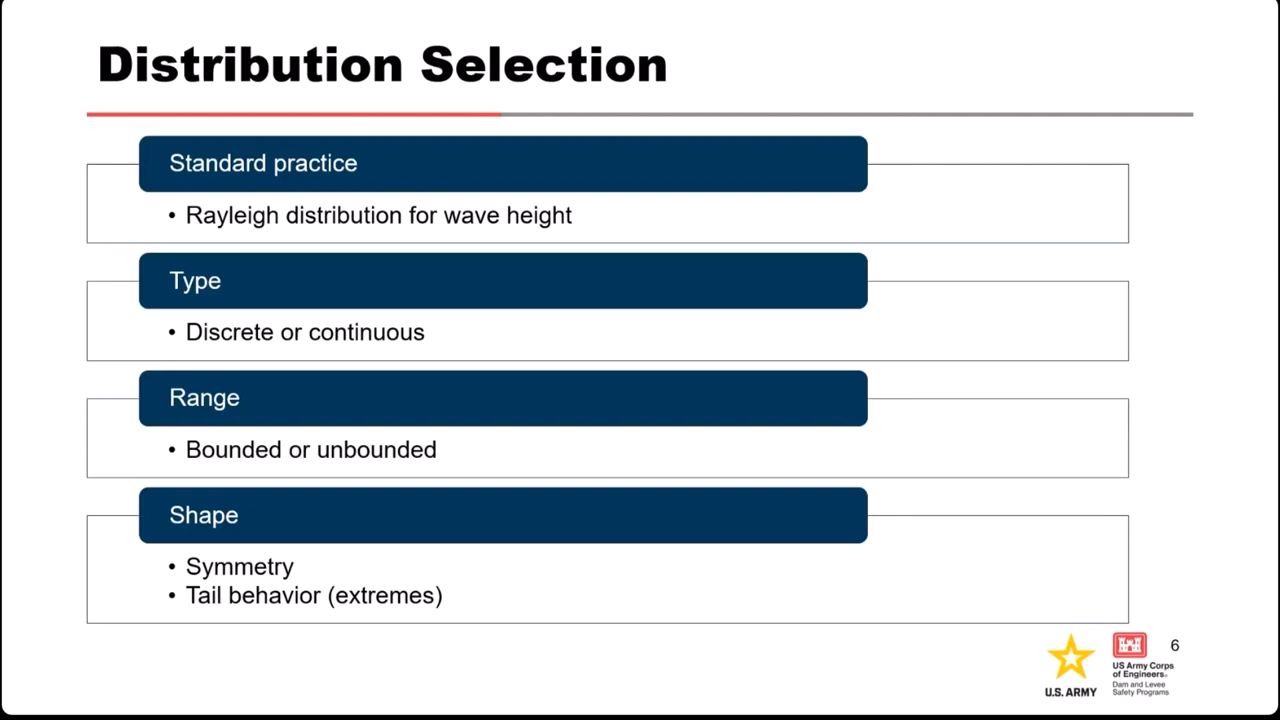 Distribution Selection
Standard practice
• Rayleigh distribution for wave height
Type
• Discrete or continuous
Range
• Bounded or unbounded
Shape
• Symmetry
• Tail behavior (extremes)
U.S. ARMY
US Army Corps
of Engineers®
Dam and Levee
Safety Programs
6